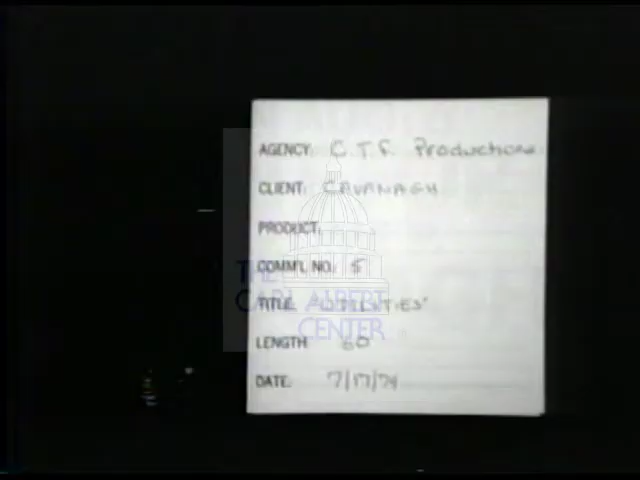 AGENCY: C.T.F. Productions
CLIENT: CAVANAGH
PRODUCT:
COMM'L NO.: 5
TITLE UTILITIES"
LENGTH: 60
DATE: 7/17/74
THE
CARL ALBERT
CENTER